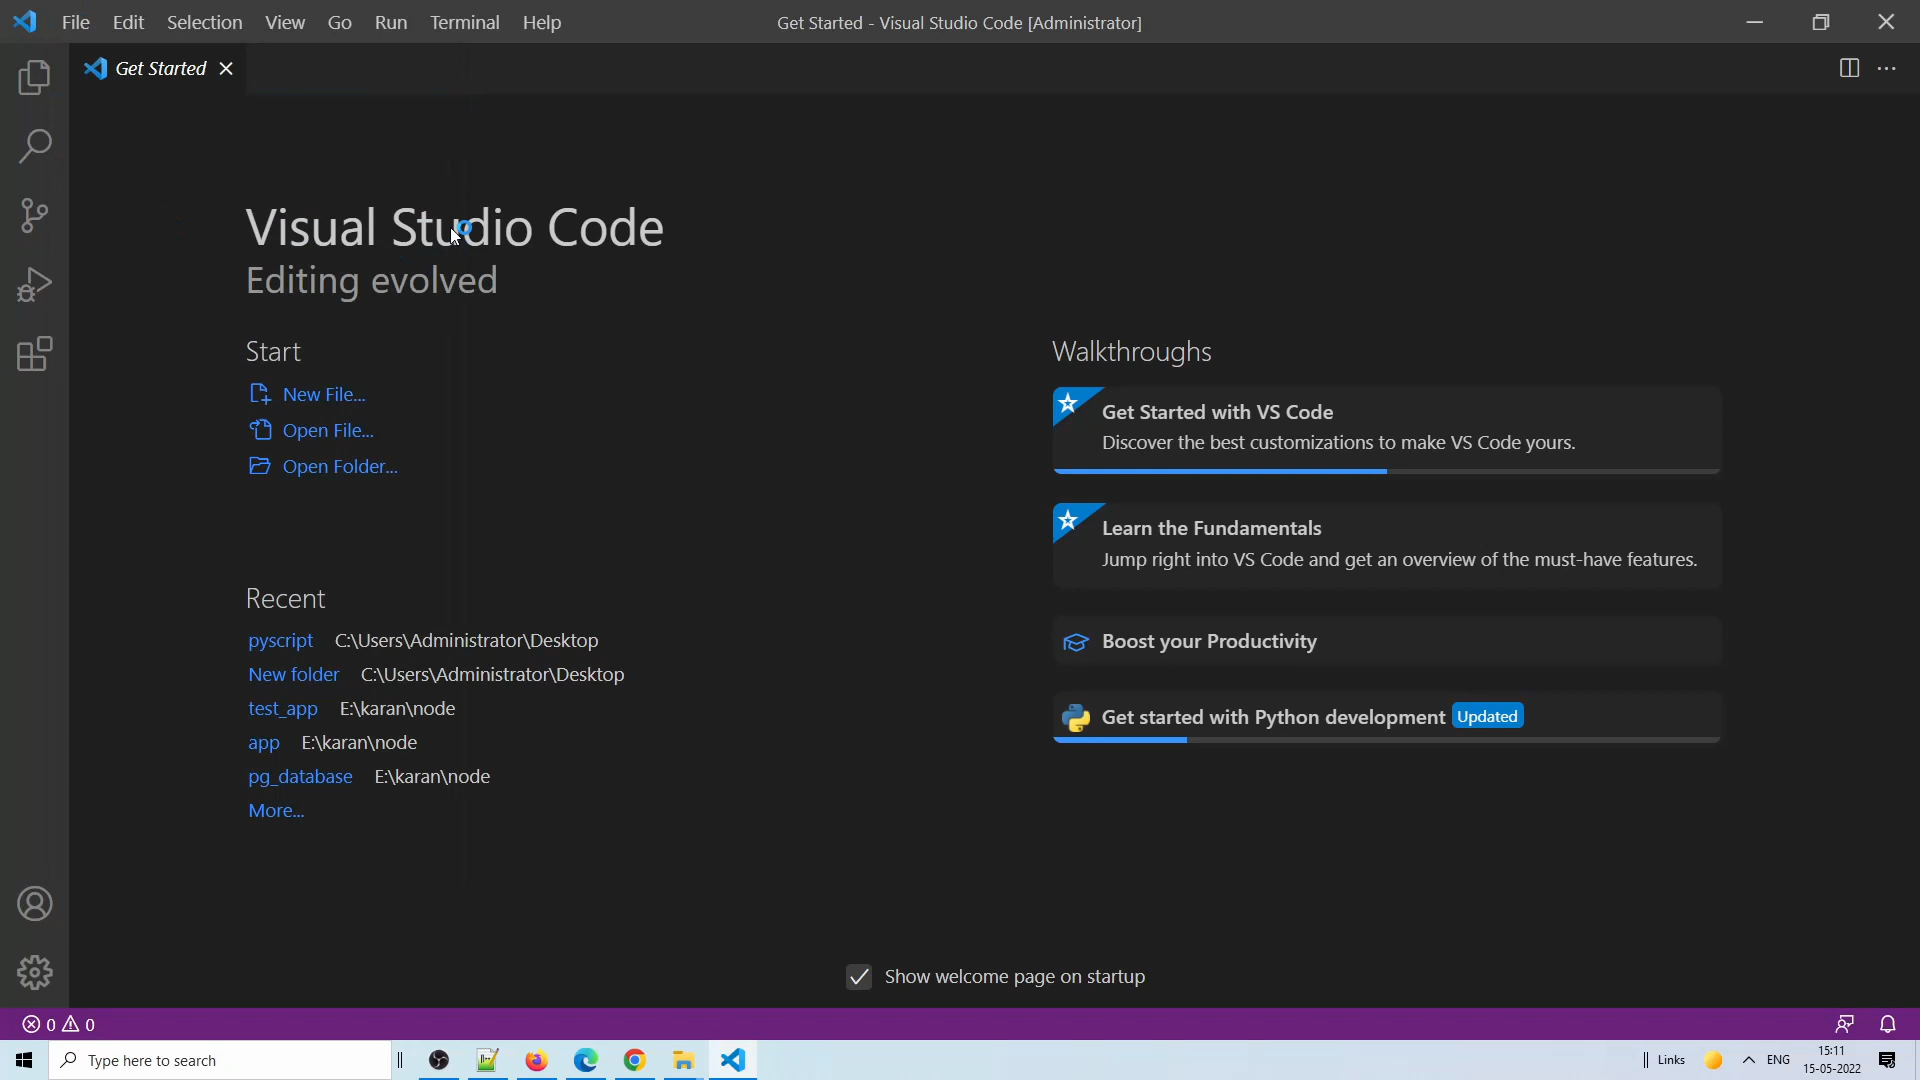 File Edit Selection View Go Run Terminal Help
Get Started - Visual Studio Code [Administrator]
Get Started
Visual Studio Code
Editing evolved
Start
New File...
Open File...
Open Folder...
Recent
pyscript C:\Users\Administrator\Desktop
New folder C:\Users\Administrator\Desktop
test_app E:\karan\node
app E:\karan\node
pg_database E:\karan\node
More...
Walkthroughs
Get Started with VS Code
Discover the best customizations to make VS Code yours.
Learn the Fundamentals
Jump right into VS Code and get an overview of the must-have features.
Boost your Productivity
Get started with Python development Updated
Show welcome page on startup
0 0
Type here to search
Links
ENG
15:11
15-05-2022